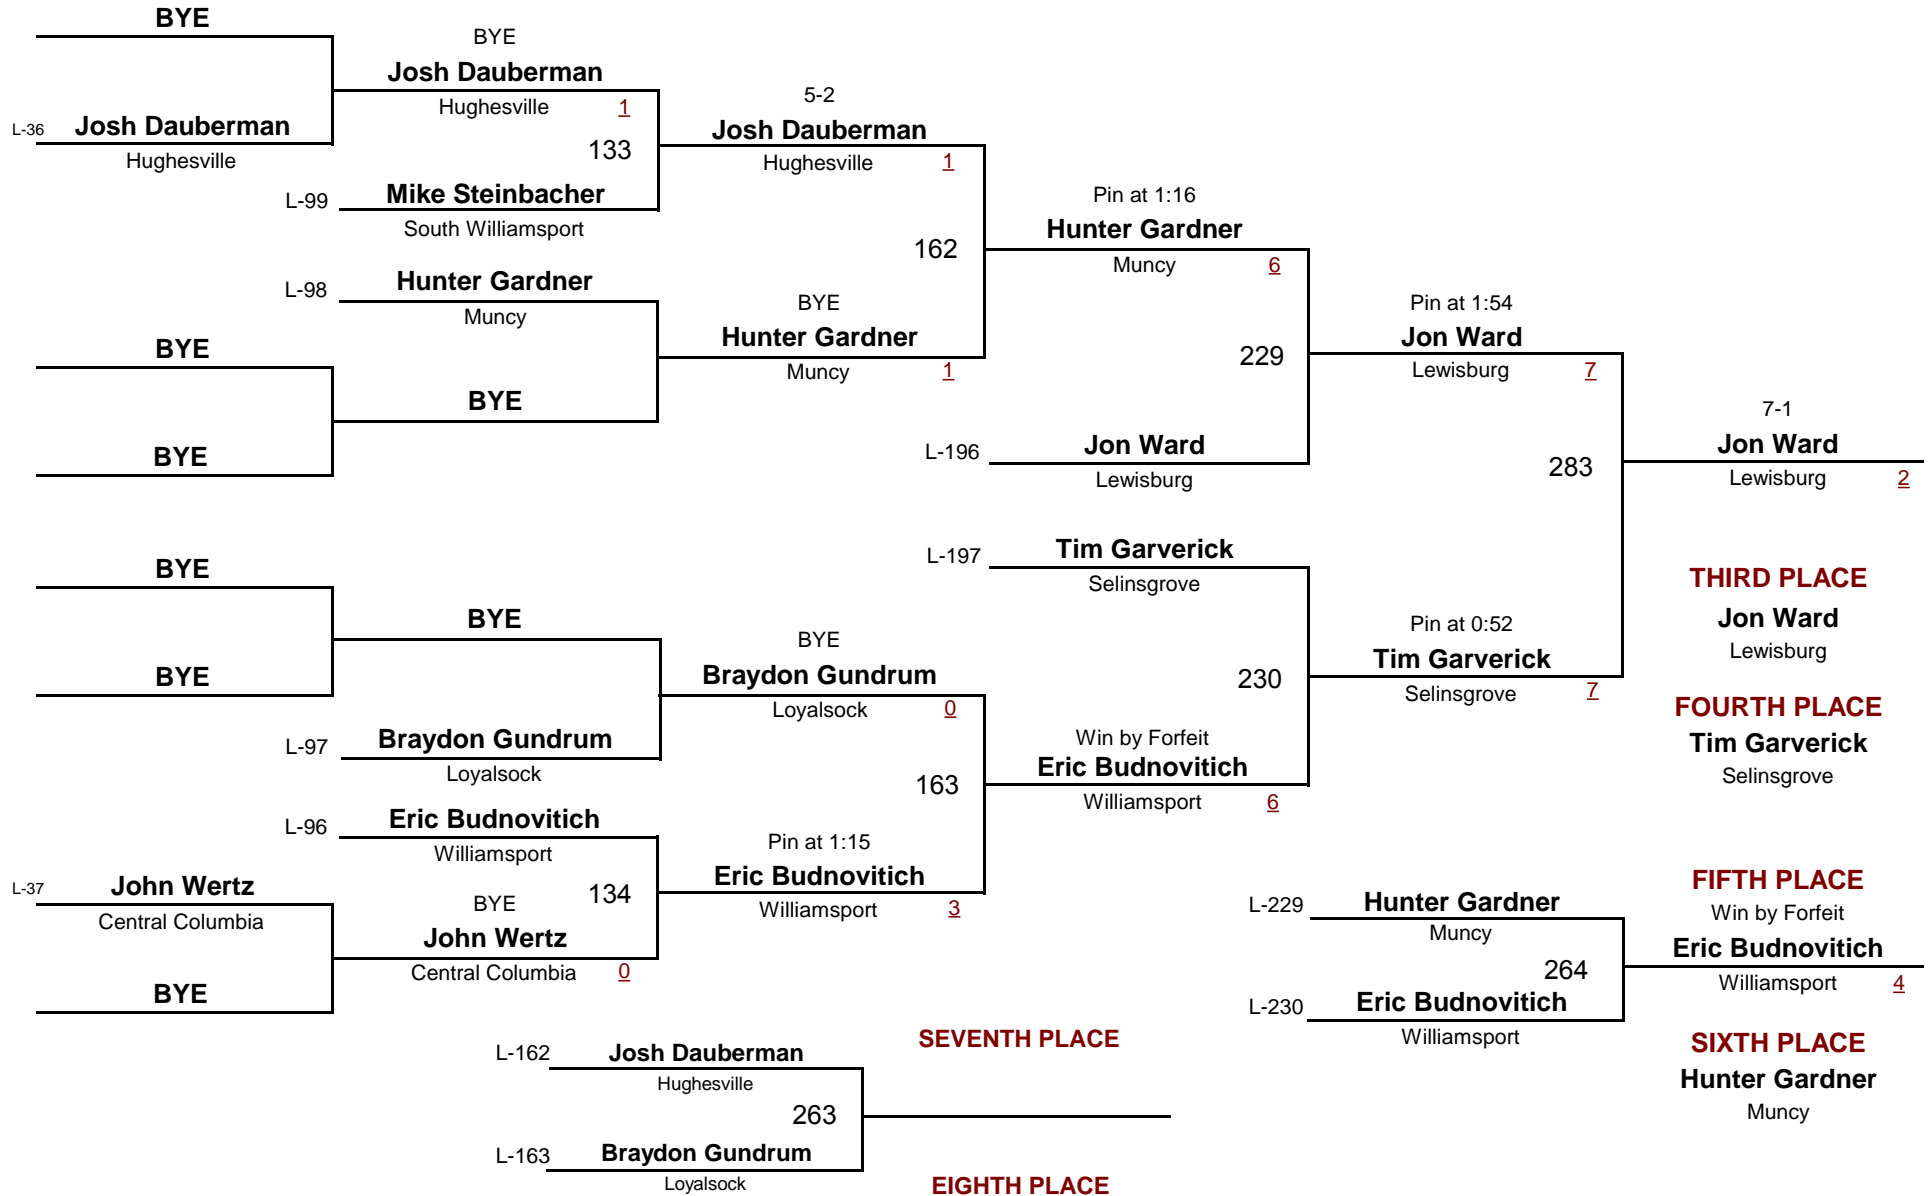 BYE
BYE
Josh Dauberman
Hughesville 1
L-36 Josh Dauberman
Hughesville
133
5-2
Josh Dauberman
Hughesville 1
L-99 Mike Steinbacher
South Williamsport
162
Pin at 1:16
Hunter Gardner
Muncy 6
L-98 Hunter Gardner
Muncy
BYE
Hunter Gardner
Muncy 1
BYE
BYE
BYE
229
Pin at 1:54
Jon Ward
Lewisburg 7
L-196 Jon Ward
Lewisburg
283
7-1
Jon Ward
Lewisburg 2
BYE
BYE
BYE
L-197 Tim Garverick
Selinsgrove
BYE
Braydon Gundrum
Loyalsock 0
230
Pin at 0:52
Tim Garverick
Selinsgrove 7
THIRD PLACE
Jon Ward
Lewisburg
FOURTH PLACE
Tim Garverick
Selinsgrove
L-97 Braydon Gundrum
Loyalsock
163
Win by Forfeit
Eric Budnovitich
Williamsport 6
L-96 Eric Budnovitich
Williamsport
Pin at 1:15
Eric Budnovitich
Williamsport 3
L-37 John Wertz
Central Columbia
134
BYE
John Wertz
Central Columbia 0
BYE
L-229 Hunter Gardner
Muncy
264
L-230 Eric Budnovitich
Williamsport
FIFTH PLACE
Win by Forfeit
Eric Budnovitich
Williamsport 4
SIXTH PLACE
Hunter Gardner
Muncy
SEVENTH PLACE
L-162 Josh Dauberman
Hughesville
263
L-163 Braydon Gundrum
Loyalsock
EIGHTH PLACE